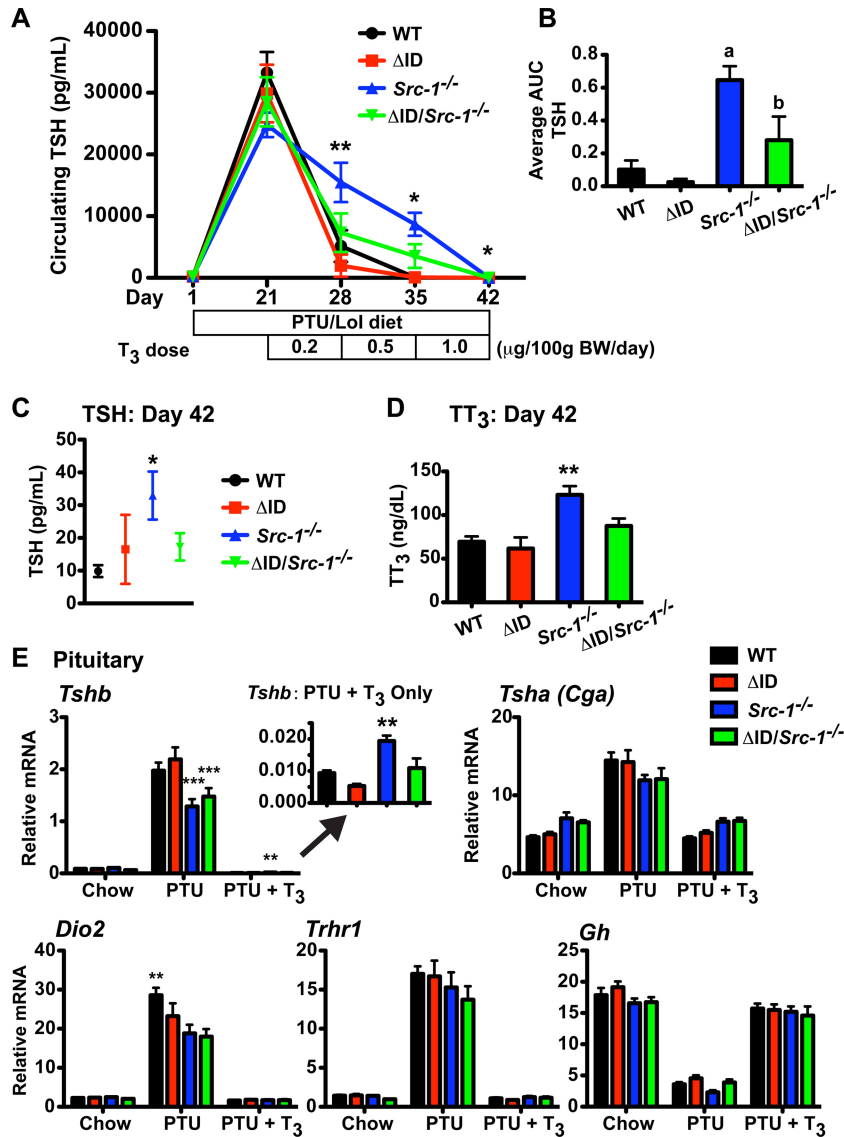 A
B
40000
30000
20000
10000
0
Circulating TSH (pg/mL)
WT
ΔID
Src-1-/-
ΔID/Src-1-/-
**
*
*
Day 1 21 28 35 42
PTU/LoI diet
T3 dose 0.2 0.5 1.0 (μg/100g BW/day)
0.8
0.6
0.4
0.2
0.0
Average AUC
TSH
a
b
WT ΔID Src-1-/- ΔID/Src-1-/-
C TSH: Day 42
50
40
30
20
10
0
TSH (pg/mL)
*
WT
ΔID
Src-1-/-
ΔID/Src-1-/-
D TT3: Day 42
150
100
50
0
TT3 (ng/dL)
**
WT ΔID Src-1-/- ΔID/Src-1-/-
E Pituitary
WT
ΔID
Src-1-/-
ΔID/Src-1-/-
Tshb
3
2
1
0
Relative mRNA
***
***
**
Chow PTU PTU + T3
Tshb: PTU + T3 Only
0.020
0.010
0.000
**
Tsha (Cga)
20
10
0
Relative mRNA
Chow PTU PTU + T3
Dio2
40
30
20
10
0
Relative mRNA
**
Chow PTU PTU + T3
Trhr1
20
15
10
5
0
Chow PTU PTU + T3
Gh
25
20
15
10
5
0
Chow PTU PTU + T3